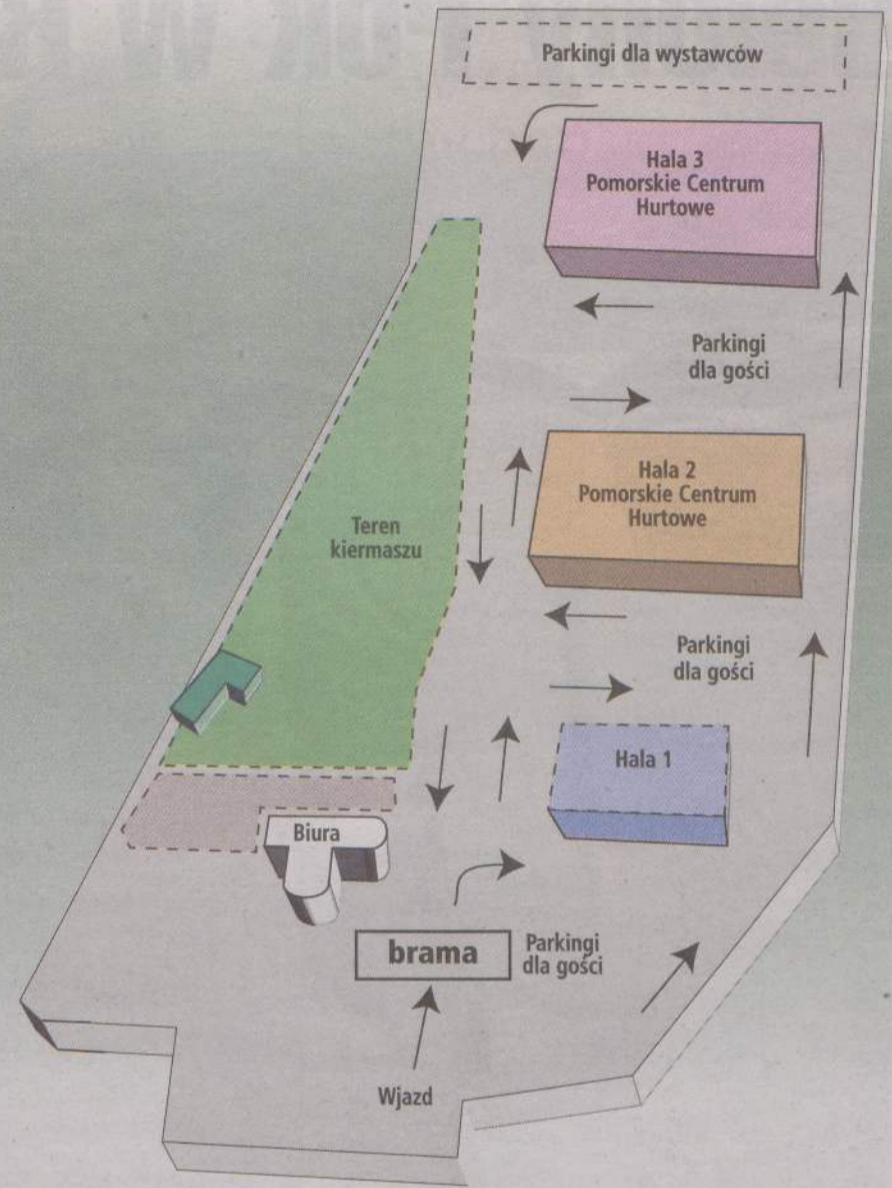 Parkingi dla wystawców
Hala 3
Pomorskie Centrum
Hurtowe
Parkingi
dla gości
Hala 2
Pomorskie Centrum
Hurtowe
Teren
kiermaszu
Parkingi
dla gości
Hala 1
Biura
brama
Parkingi
dla gości
Wjazd